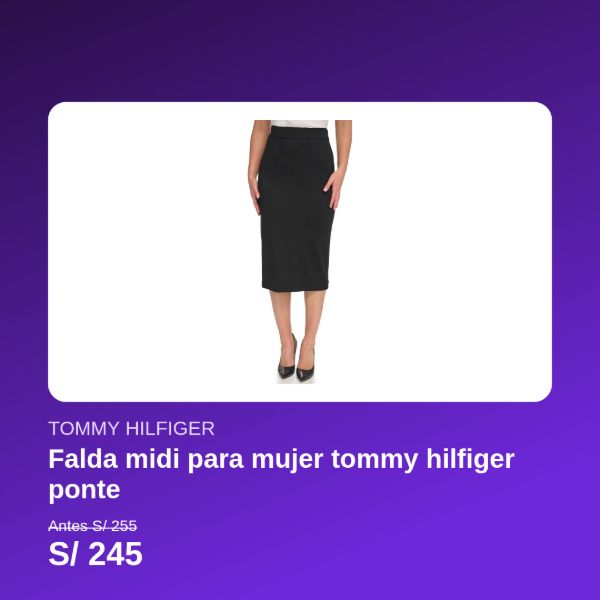 TOMMY HILFIGER
Falda midi para mujer tommy hilfiger
ponte
Antes S/ 255
S/ 245